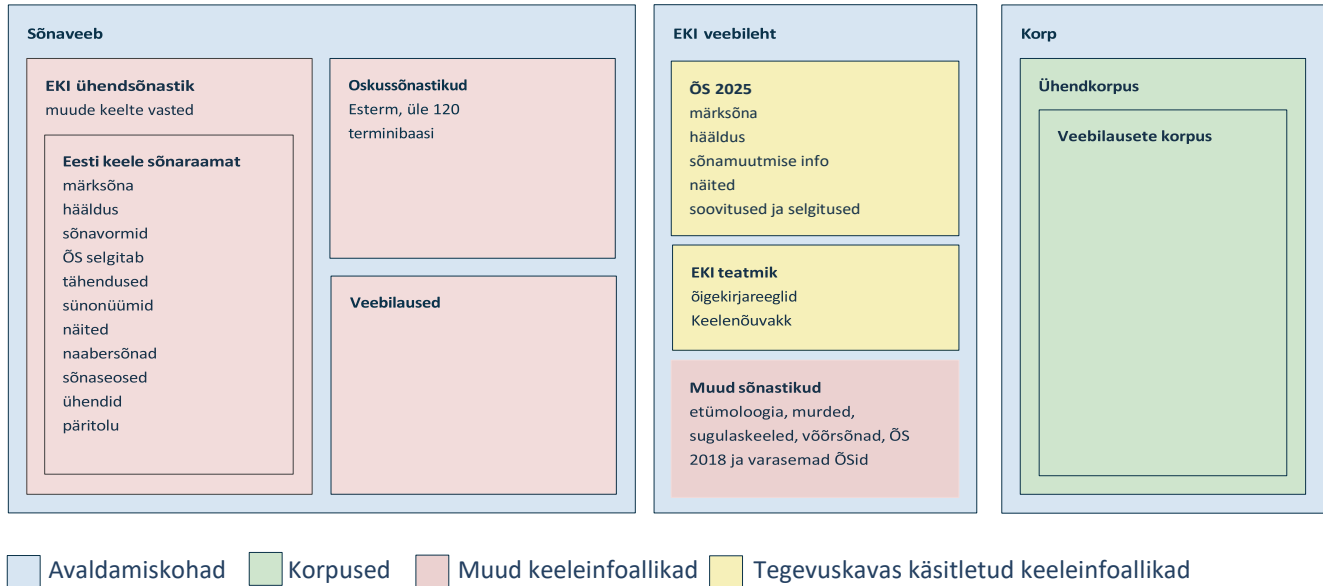 Sõnaveeb
EKI ühendsõnastik
muude keelte vasted
Eesti keele sõnaraamat
märksõna
hääldus
sõnavormid
ÕS selgitab
tähendused
sünonüümid
näited
naabersõnad
sõnaseosed
ühendid
päritolu
Oskussõnastikud
Esterm, üle 120
terminibaasi
Veebilaused
EKI veebileht
ÕS 2025
märksõna
hääldus
sõnamuutmise info
näited
soovitused ja selgitused
EKI teatmik
õigekirjareeglid
Keelenõuvakk
Muud sõnastikud
etümoloogia, murded,
sugulaskeeled, võõrsõnad, ÕS
2018 ja varasemad ÕSid
Korp
Ühendkorpus
Veebilausete korpus
Avaldamiskohad
Korpused
Muud keeleinfoallikad
Tegevuskavas käsitletud keeleinfoallikad